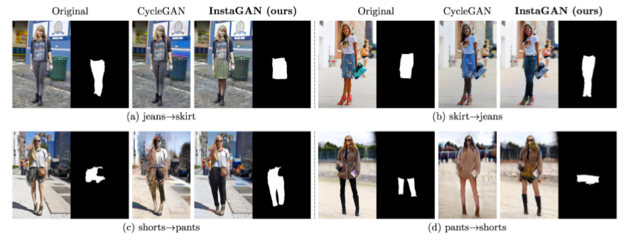 Original CycleGAN InstaGAN (ours) Original CycleGAN InstaGAN (ours)
(a) jeans→skirt (b) skirt→jeans
(c) shorts→pants (d) pants→shorts